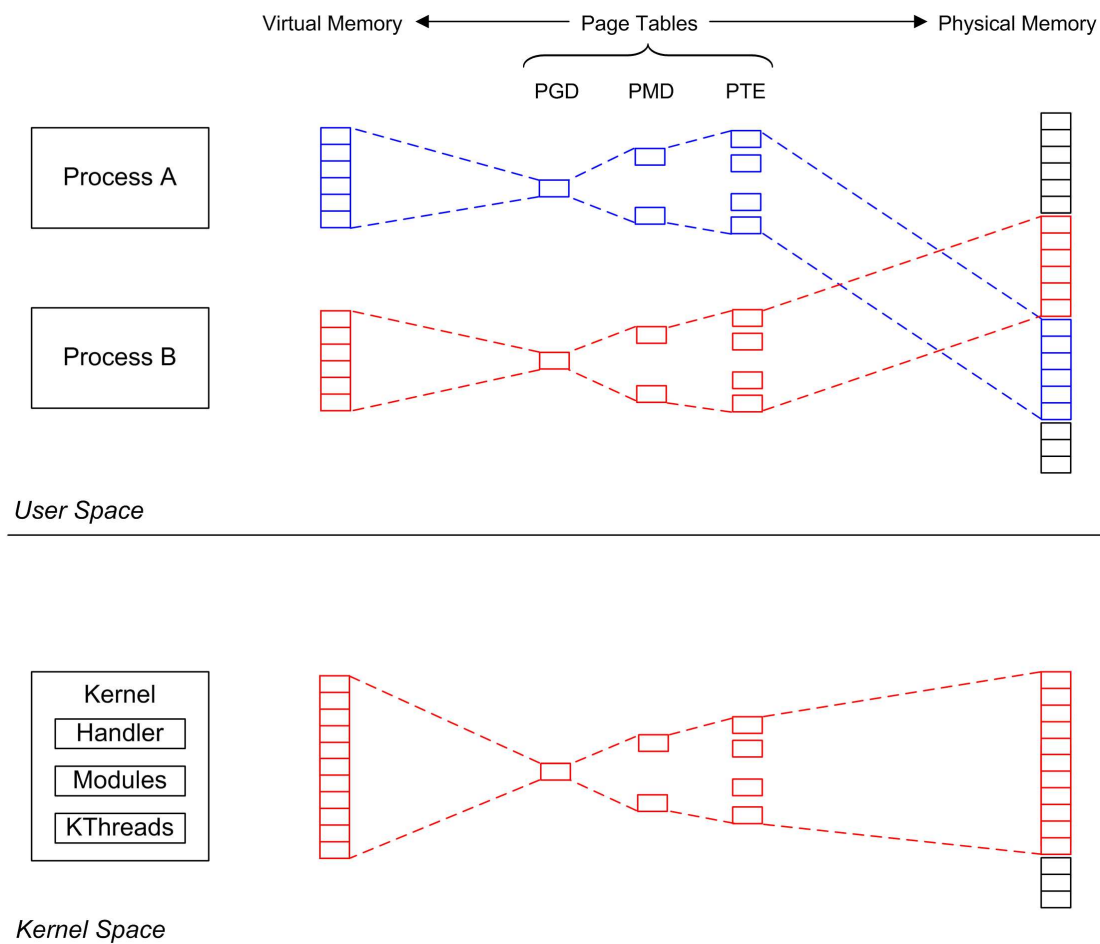 Virtual Memory
Page Tables
Physical Memory
PGD
PMD
PTE
Process A
Process B
User Space
Kernel
Handler
Modules
KThreads
Kernel Space